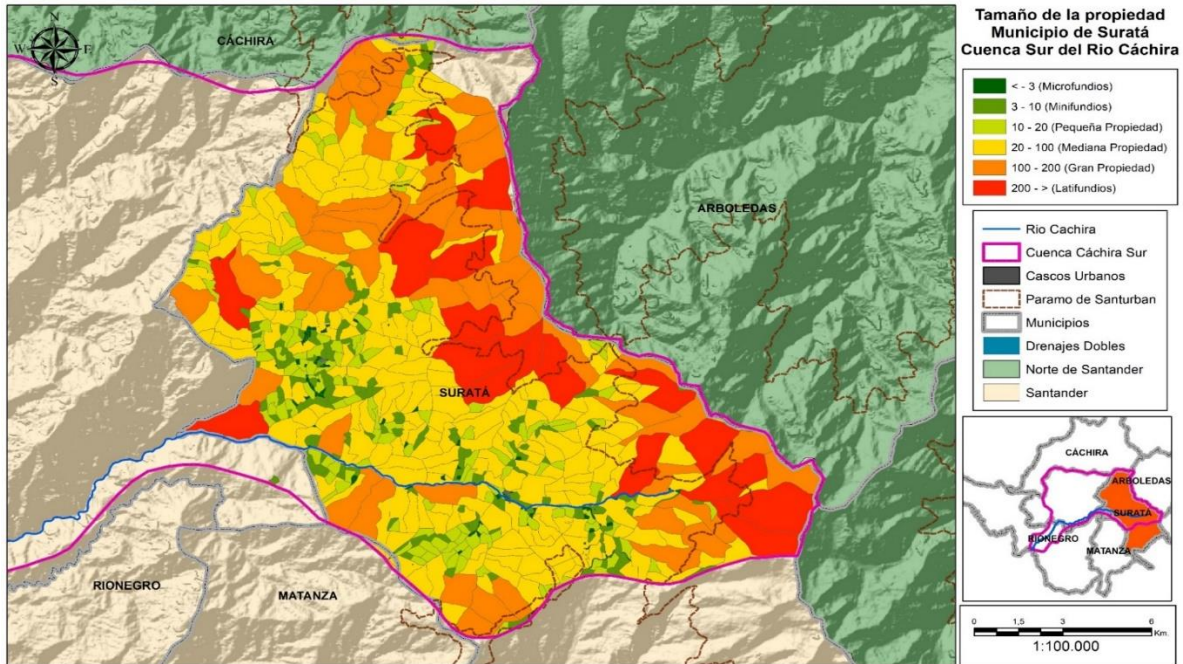 N
W E
S
CÁCHIRA
ARBOLEDAS
SURATÁ
RIONEGRO
MATANZA
Tamaño de la propiedad
Municipio de Suratá
Cuenca Sur del Rio Cáchira
< - 3 (Microfundios)
3 - 10 (Minifundios)
10 - 20 (Pequeña Propiedad)
20 - 100 (Mediana Propiedad)
100 - 200 (Gran Propiedad)
200 - > (Latifundios)
Rio Cachira
Cuenca Cáchira Sur
Cascos Urbanos
Paramo de Santurban
Municipios
Drenajes Dobles
Norte de Santander
Santander
CÁCHIRA
ARBOLEDAS
SURATÁ
RIONEGRO
MATANZA
0 1,5 3 6
Km.
1:100.000